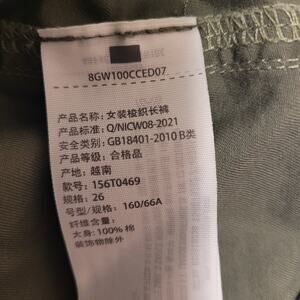 8GW100CCED07
产品名称：女装梭织长裤
产品标准：Q/NICW08-2021
安全类别：GB18401-2010 B类
产品等级：合格品
产地：越南
款号：156T0469
规格：26
号型/规格：160/66A
纤维含量：
大身：100% 棉
装饰物除外